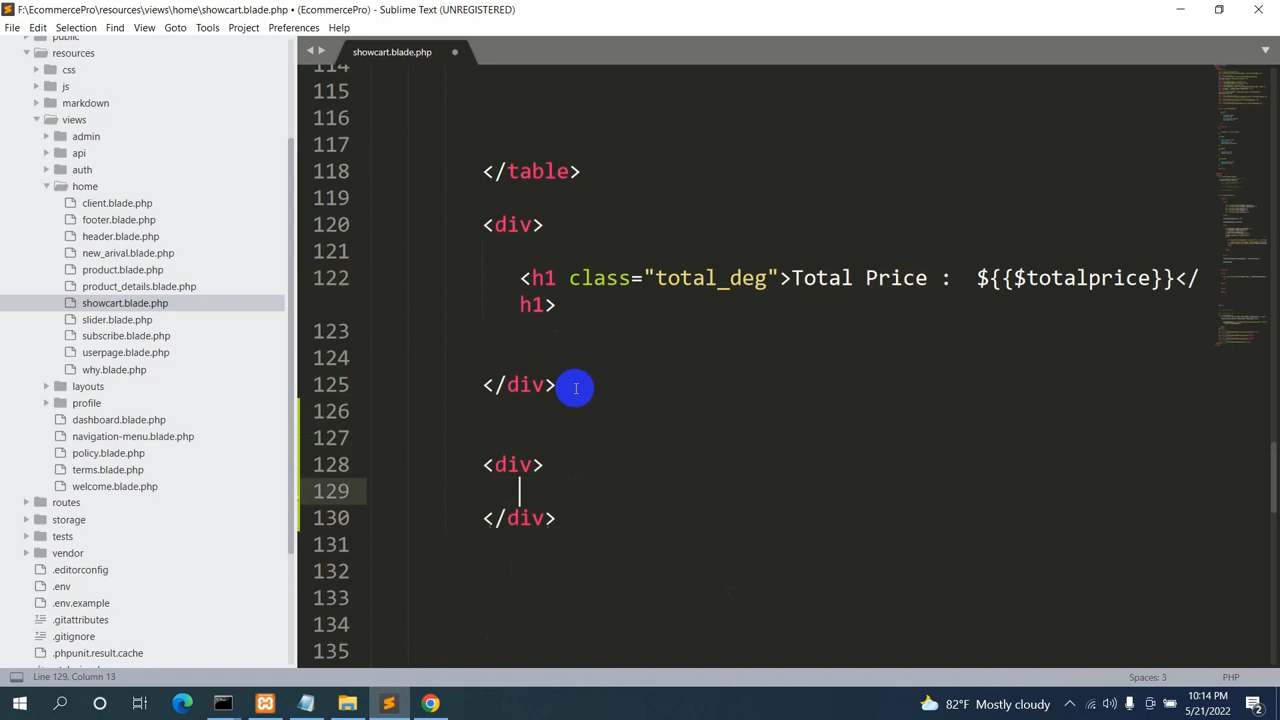 F:\EcommercePro\resources\views\home\showcart.blade.php • (EcommercePro) - Sublime Text (UNREGISTERED)
File Edit Selection Find View Goto Tools Project Preferences Help
public
resources
css
js
markdown
views
admin
api
auth
home
client.blade.php
footer.blade.php
header.blade.php
new_arival.blade.php
product.blade.php
product_details.blade.php
showcart.blade.php
slider.blade.php
subscribe.blade.php
userpage.blade.php
why.blade.php
layouts
profile
dashboard.blade.php
navigation-menu.blade.php
policy.blade.php
terms.blade.php
welcome.blade.php
routes
storage
tests
vendor
.editorconfig
.env
.env.example
.gitattributes
.gitignore
.phpunit.result.cache
showcart.blade.php
114
115
116
117
118 </table>
119
120 <div>
121
122 <h1 class="total_deg">Total Price : ${{$totalprice}}</
h1>
123
124
125 </div>
126
127
128 <div>
129
130 </div>
131
132
133
134
135
Line 129, Column 13 Spaces: 3 PHP
82°F Mostly cloudy 10:14 PM
5/21/2022
2